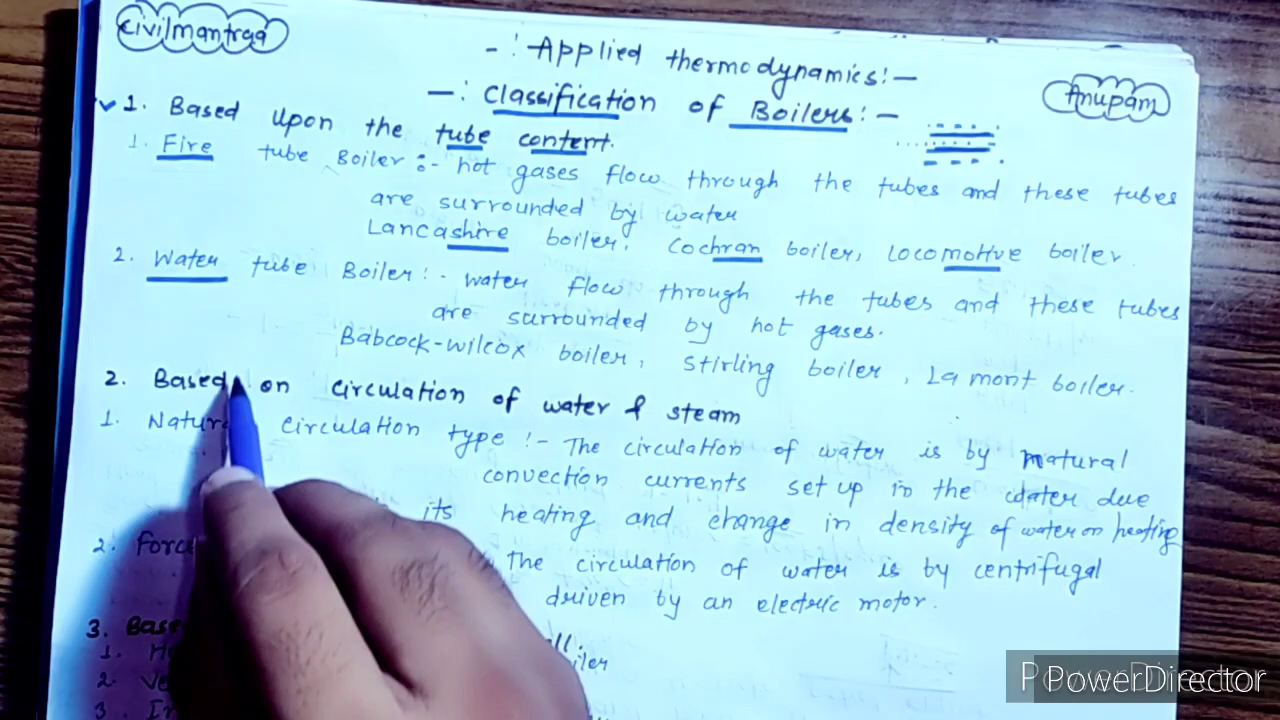 Civilmantraa
-: Applied thermodynamics:-
-: Classification of Boilers:-
Anupam
1. Based upon the tube content.
1. Fire tube Boiler:- hot gases flow through the tubes and these tubes
are surrounded by water
Lancashire boiler, Cochran boiler, Locomotive boiler.
2. Water tube Boiler:- water flow through the tubes and these tubes
are surrounded by hot gases.
Babcock-wilcox boiler, Stirling boiler, La mont boiler.
2. Based on circulation of water & steam
1. circulation type :- The circulation of water is by natural
convection currents set up in the water due
its heating and change in density of water on heating
2. The circulation of water is by centrifugal
driven by an electric motor.
3.
1.
2.
3.
PowerDirector